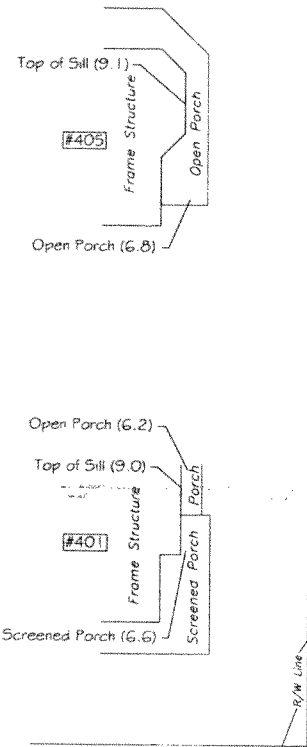 Top of Sill (9.1)
#405
Frame Structure
Open Porch
Open Porch (6.8)
Open Porch (6.2)
Top of Sill (9.0)
Porch
#401
Frame Structure
Screened Porch
Screened Porch (6.6)
R/W Line